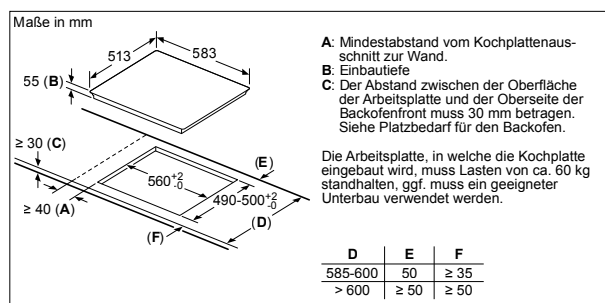 Maße in mm
513
583
55 (B)
≥ 30 (C)
(E)
560+2-0
490-500+2-0
≥ 40 (A)
(D)
(F)
A: Mindestabstand vom Kochplattenaus-
schnitt zur Wand.
B: Einbautiefe
C: Der Abstand zwischen der Oberfläche
der Arbeitsplatte und der Oberseite der
Backofenfront muss 30 mm betragen.
Siehe Platzbedarf für den Backofen.
Die Arbeitsplatte, in welche die Kochplatte
eingebaut wird, muss Lasten von ca. 60 kg
standhalten, ggf. muss ein geeigneter
Unterbau verwendet werden.
D E F
585-600 50 ≥ 35
> 600 ≥ 50 ≥ 50